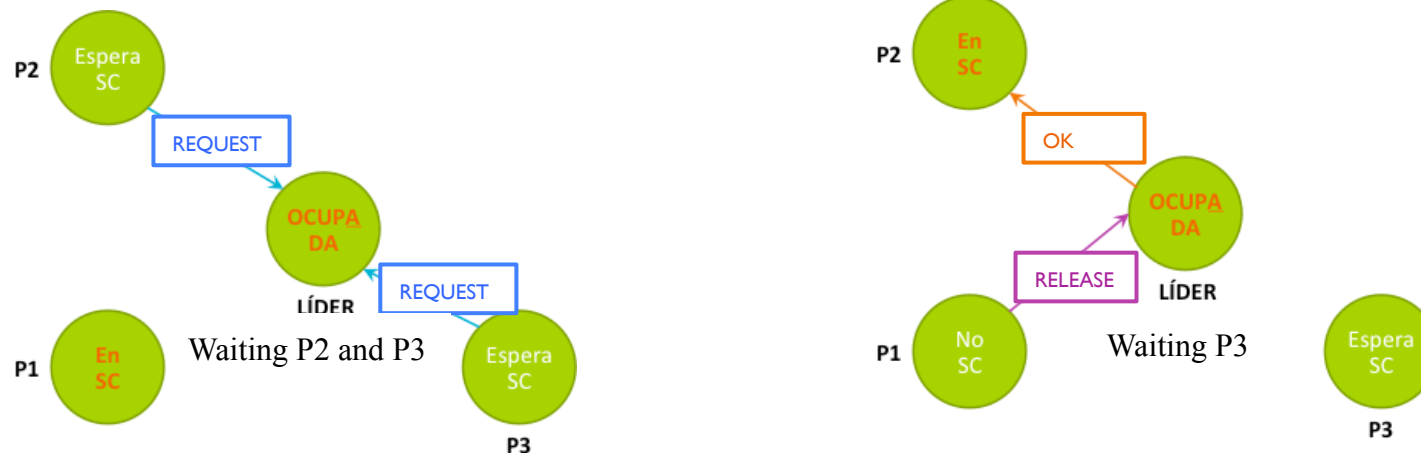 P2
Espera
SC
REQUEST
OCUPA
DA
REQUEST
LÍDER
P1
En
SC
Waiting P2 and P3
Espera
SC
P3
P2
En
SC
OK
OCUPA
DA
RELEASE
LÍDER
P1
No
SC
Waiting P3
Espera
SC
P3